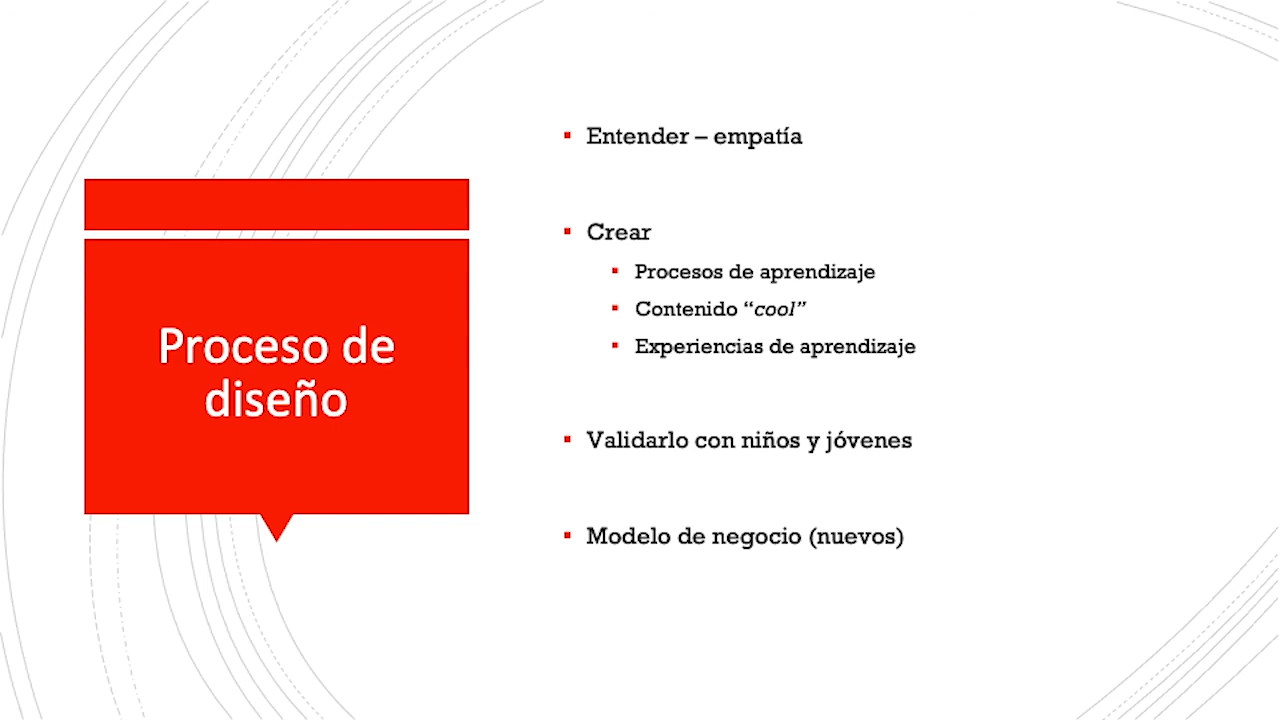 Proceso de
diseño
Entender – empatía
Crear
Procesos de aprendizaje
Contenido “cool”
Experiencias de aprendizaje
Validarlo con niños y jóvenes
Modelo de negocio (nuevos)